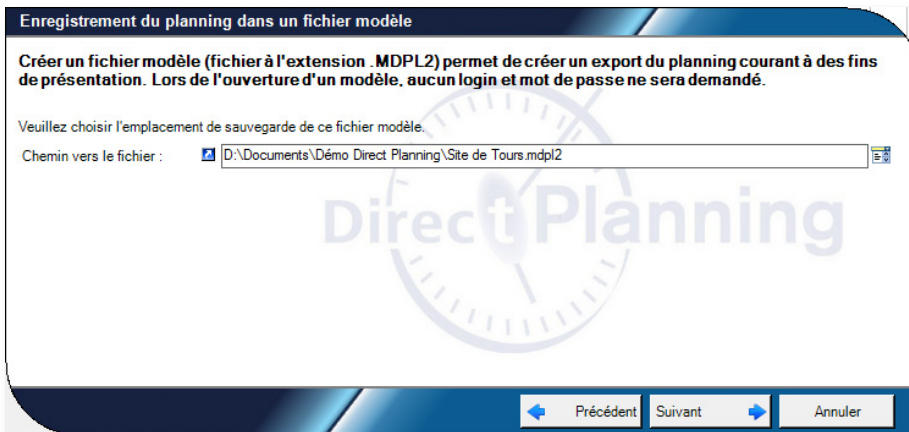 Enregistrement du planning dans un fichier modèle
Créer un fichier modèle (fichier à l'extension .MDPL2) permet de créer un export du planning courant à des fins
de présentation. Lors de l'ouverture d'un modèle, aucun login et mot de passe ne sera demandé.
Veuillez choisir l'emplacement de sauvegarde de ce fichier modèle.
Chemin vers le fichier : D:\Documents\Démo Direct Planning\Site de Tours.mdpl2
Direct Planning
Précédent Suivant Annuler